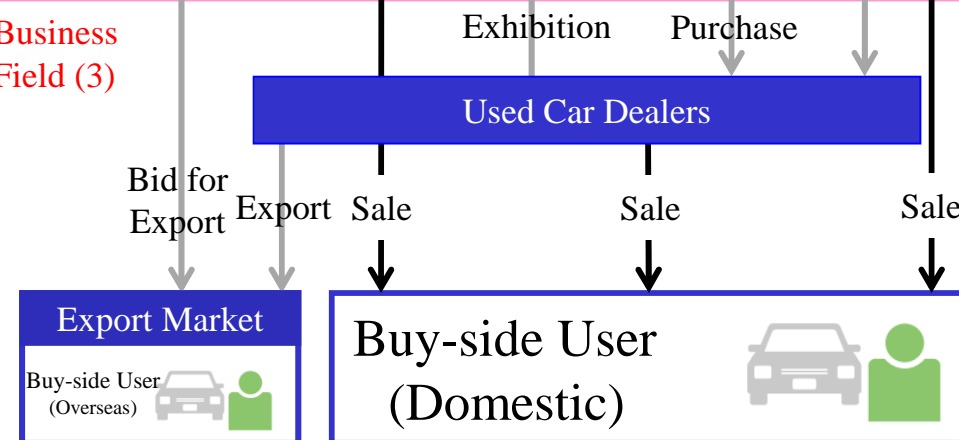 Business
Field (3)
Exhibition
Purchase
Used Car Dealers
Bid for
Export
Export
Sale
Sale
Sale
Export Market
Buy-side User
(Overseas)
Buy-side User
(Domestic)